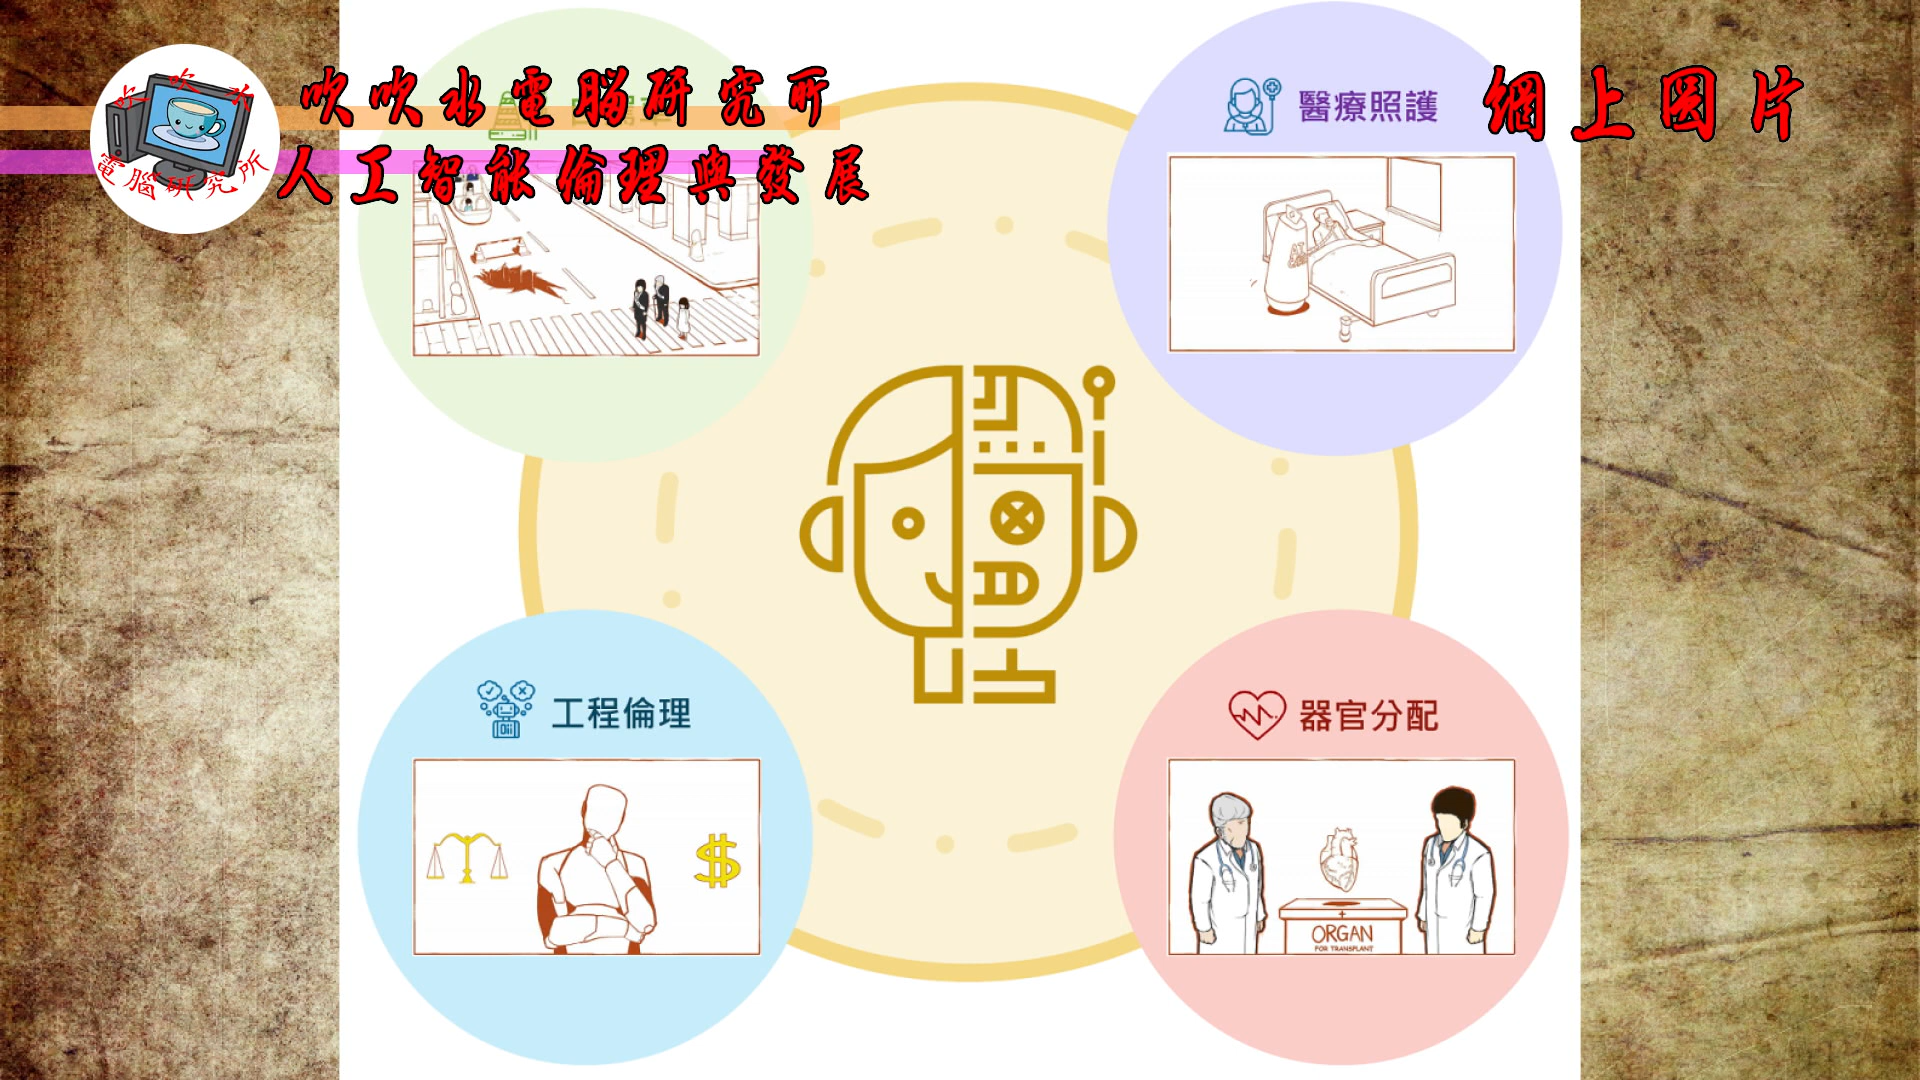 吹吹水電腦研究所
人工智能倫理與發展
網上圖片
吹吹水
電腦研究所
醫療照護
AI
工程倫理
器官分配
ORGAN
FOR TRANSPLANT